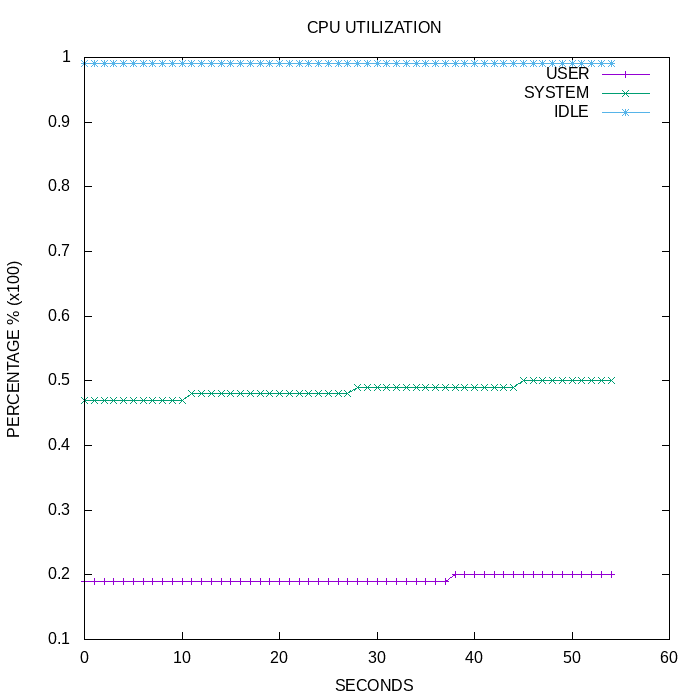 CPU UTILIZATION
1
0.9
0.8
0.7
0.6
0.5
0.4
0.3
0.2
0.1
PERCENTAGE % (x100)
USER
SYSTEM
IDLE
0 10 20 30 40 50 60
SECONDS